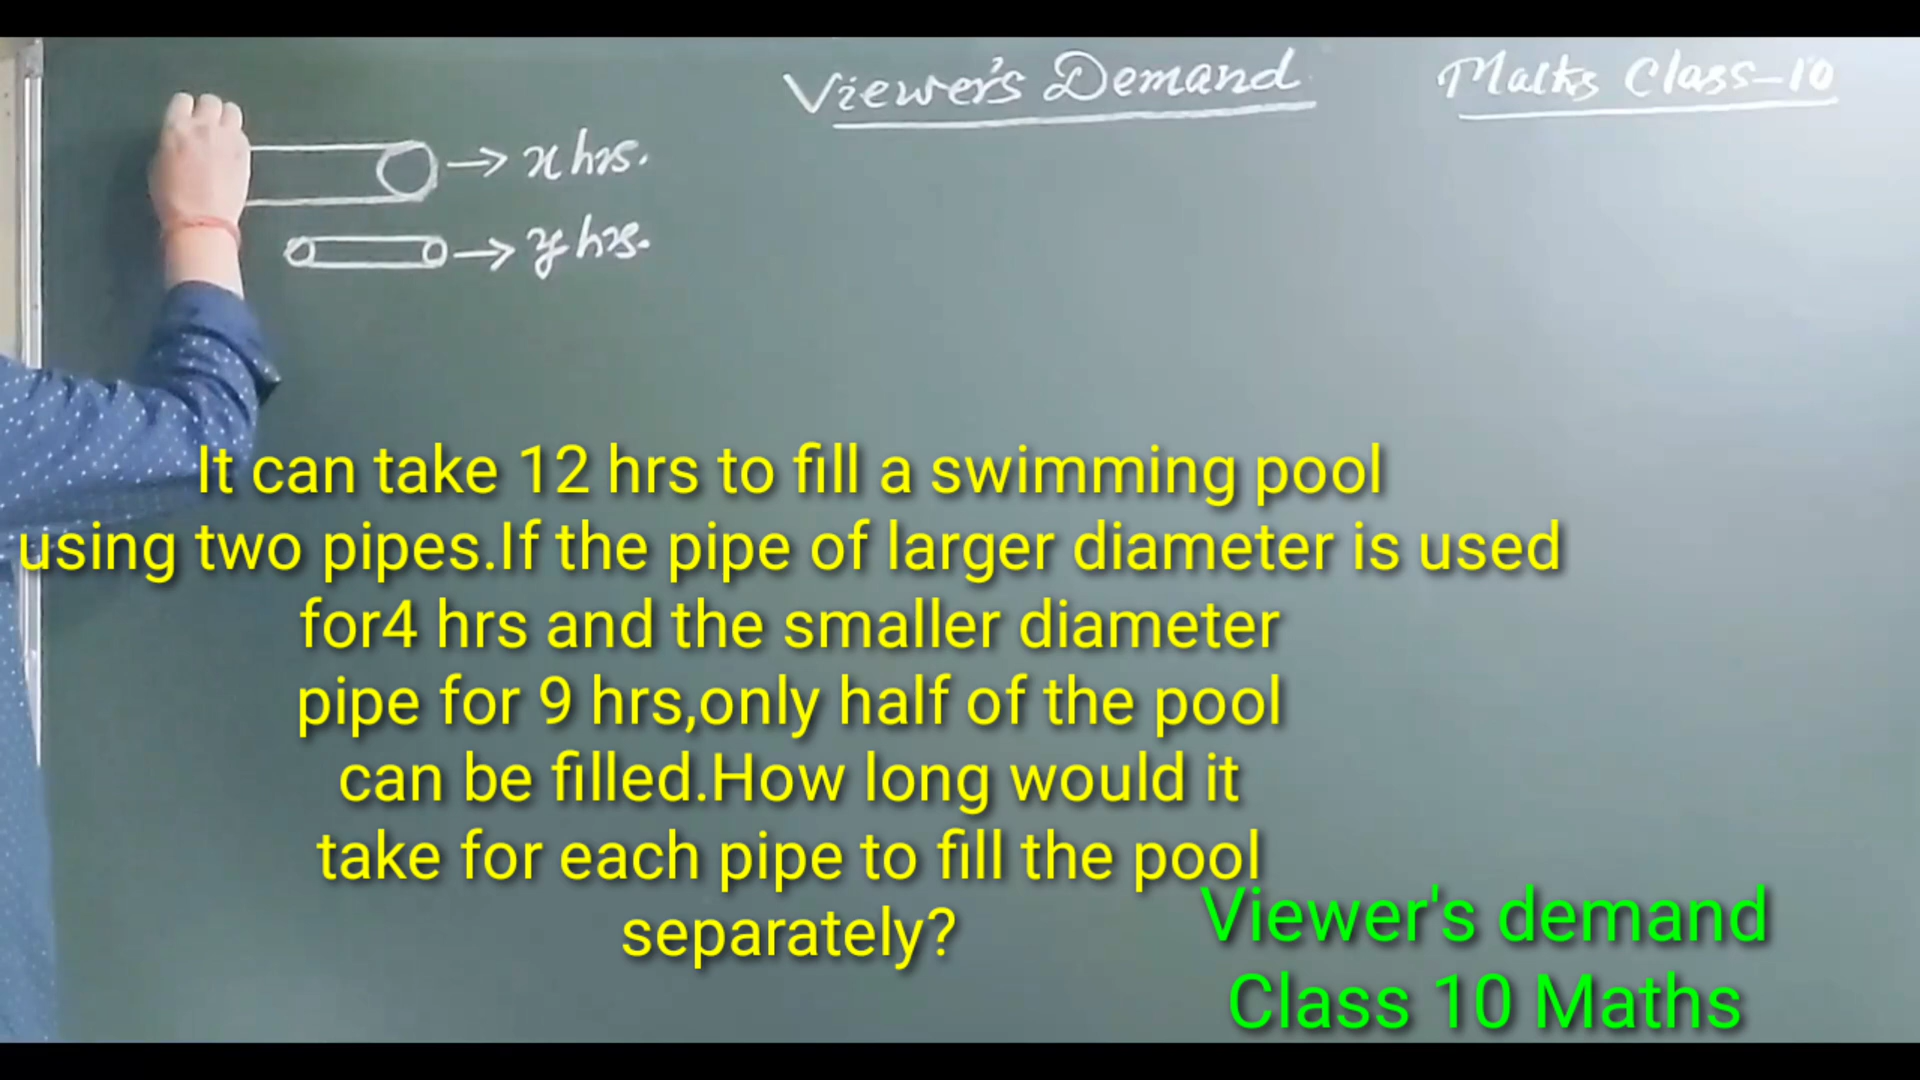 Viewer's Demand
Maths Class-10
→ x hrs.
→ y hrs.
It can take 12 hrs to fill a swimming pool
using two pipes.If the pipe of larger diameter is used
for4 hrs and the smaller diameter
pipe for 9 hrs,only half of the pool
can be filled.How long would it
take for each pipe to fill the pool
separately?
Viewer's demand
Class 10 Maths